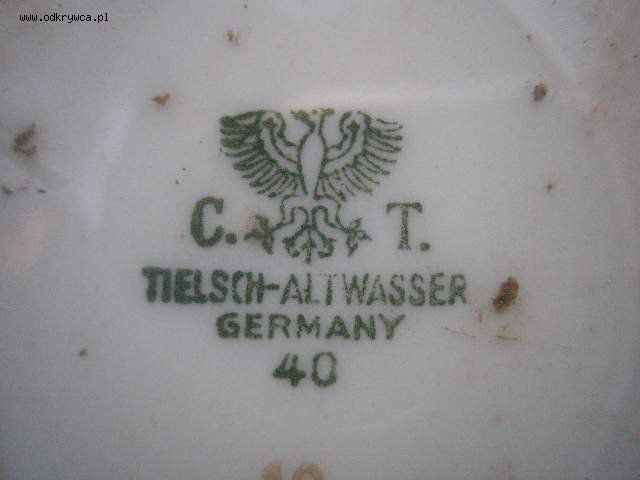 www.odkrywca.pl
C. T.
TIELSCH-ALTWASSER
GERMANY
40